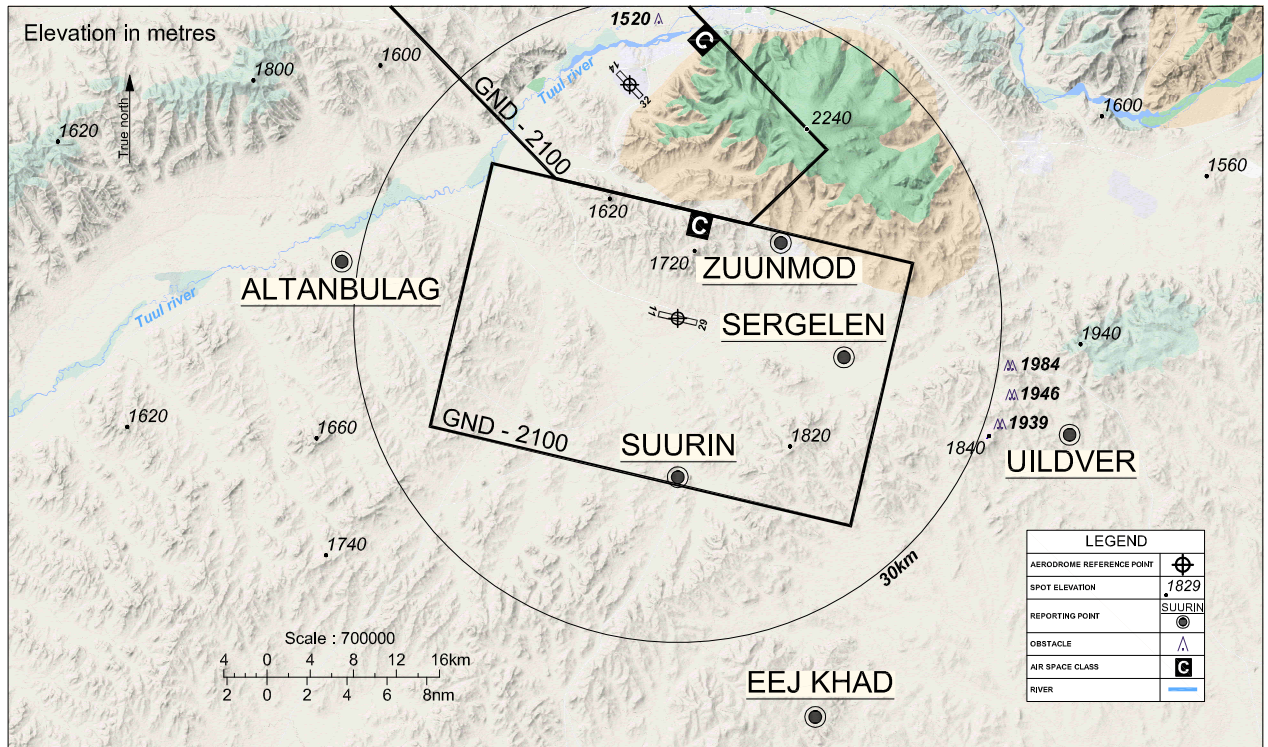 Elevation in metres
1520
C
1600
1800
Tuul river
14
32
GND - 2100
2240
1600
1620
True north
1560
1620
C
1720
ZUUNMOD
ALTANBULAG
Tuul river
11
29
SERGELEN
1940
1984
1946
1939
1620
1660
GND - 2100
SUURIN
1820
1840
UILDVER
1740
30km
LEGEND
AERODROME REFERENCE POINT
SPOT ELEVATION
1829
REPORTING POINT
SUURIN
OBSTACLE
AIR SPACE CLASS
C
RIVER
Scale : 700000
4 0 4 8 12 16km
2 0 2 4 6 8nm
EEJ KHAD